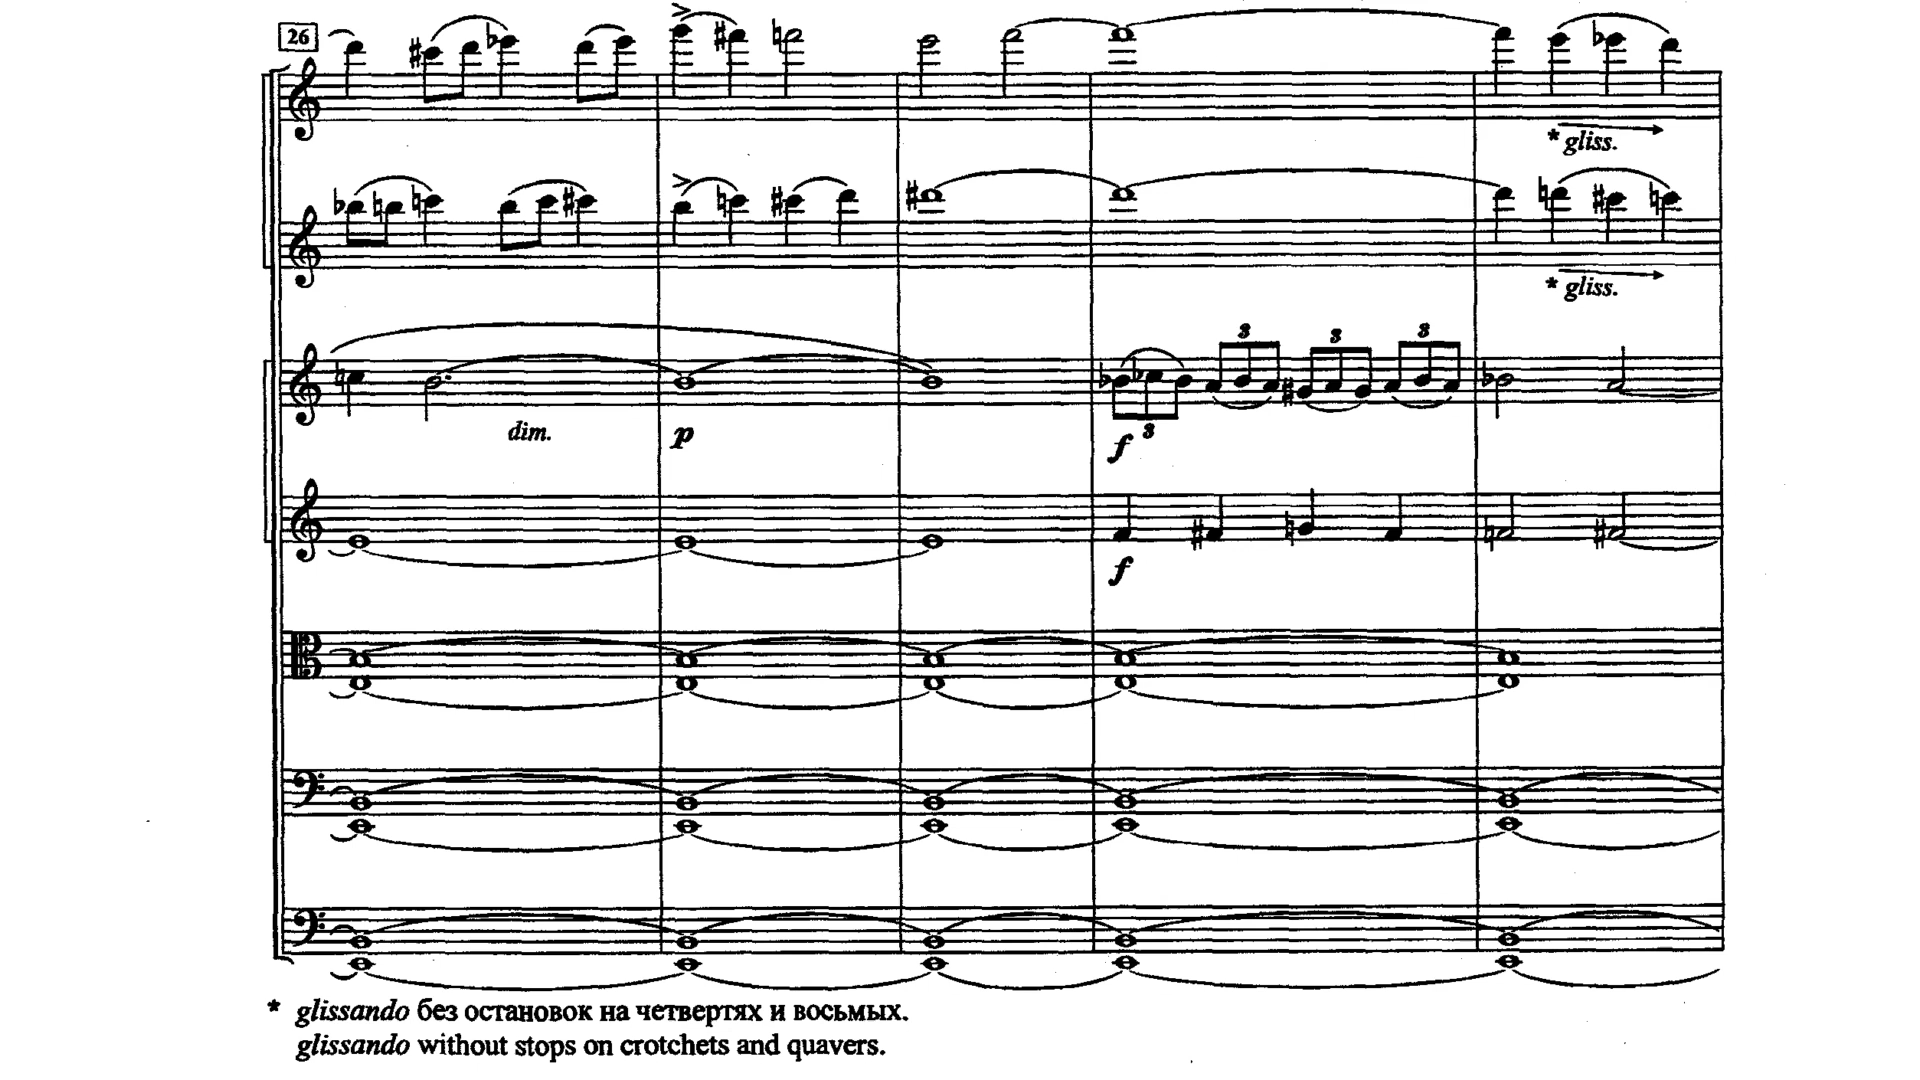 26
* gliss.
* gliss.
3 3 3
dim. p f 3
f
* glissando без остановок на четвертях и восьмых.
glissando without stops on crotchets and quavers.